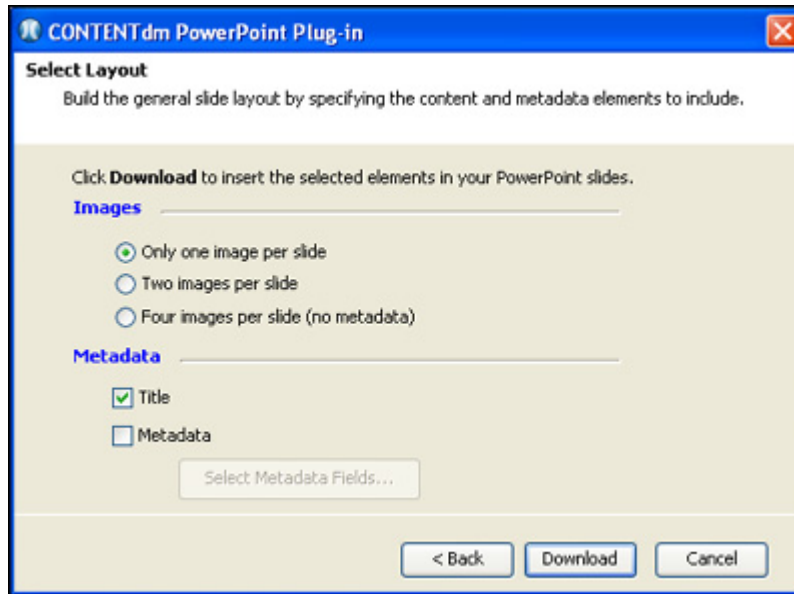 CONTENTdm PowerPoint Plug-in
Select Layout
Build the general slide layout by specifying the content and metadata elements to include.
Click Download to insert the selected elements in your PowerPoint slides.
Images
Only one image per slide
Two images per slide
Four images per slide (no metadata)
Metadata
Title
Metadata
Select Metadata Fields...
< Back Download Cancel